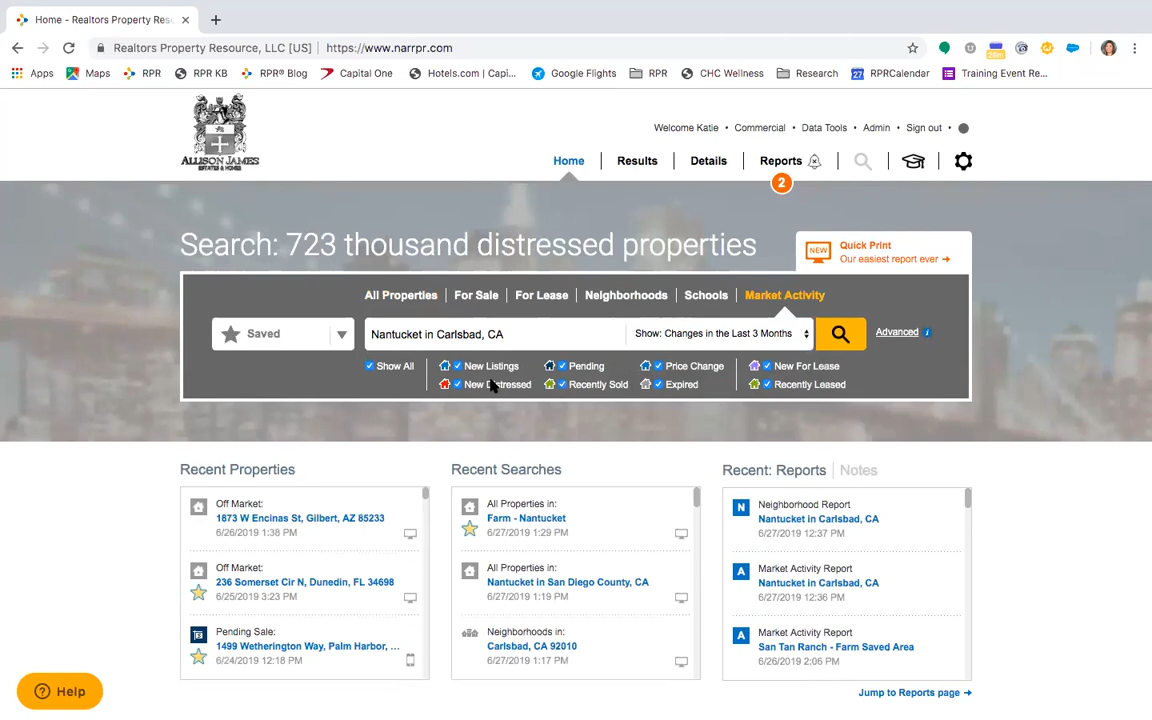 Home - Realtors Property Reso
Realtors Property Resource, LLC [US] | https://www.narrpr.com
Apps Maps RPR RPR KB RPR® Blog Capital One Hotels.com | Capi... Google Flights RPR CHC Wellness Research 27 RPRCalendar Training Event Re...
ALLISON JAMES
ESTATES & HOMES
Welcome Katie • Commercial • Data Tools • Admin • Sign out •
Home Results Details Reports
2
Search: 723 thousand distressed properties
NEW Quick Print
Our easiest report ever
All Properties For Sale For Lease Neighborhoods Schools Market Activity
Saved Nantucket in Carlsbad, CA Show: Changes in the Last 3 Months Advanced i
Show All New Listings Pending Price Change New For Lease
New Distressed Recently Sold Expired Recently Leased
Recent Properties
Off Market:
1873 W Encinas St, Gilbert, AZ 85233
6/26/2019 1:38 PM
Off Market:
236 Somerset Cir N, Dunedin, FL 34698
6/25/2019 3:23 PM
Pending Sale:
1499 Wetherington Way, Palm Harbor, ...
6/24/2019 12:18 PM
Recent Searches
All Properties in:
Farm - Nantucket
6/27/2019 1:29 PM
All Properties in:
Nantucket in San Diego County, CA
6/27/2019 1:19 PM
Neighborhoods in:
Carlsbad, CA 92010
6/27/2019 1:17 PM
Recent: Reports Notes
N Neighborhood Report
Nantucket in Carlsbad, CA
6/27/2019 12:37 PM
A Market Activity Report
Nantucket in Carlsbad, CA
6/27/2019 12:36 PM
A Market Activity Report
San Tan Ranch - Farm Saved Area
6/26/2019 2:06 PM
Jump to Reports page
? Help